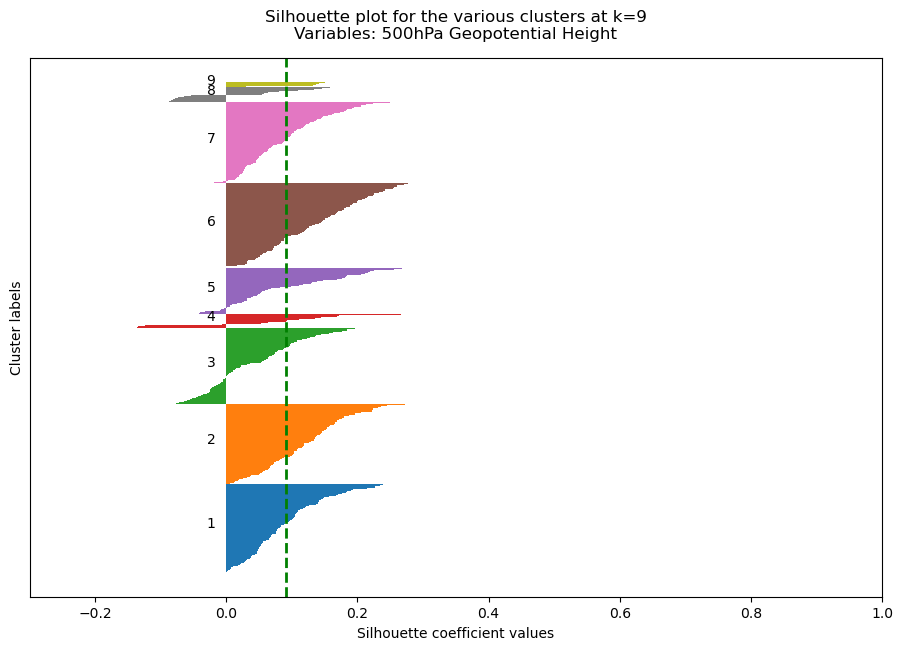 Silhouette plot for the various clusters at k=9
Variables: 500hPa Geopotential Height
9
8
7
6
5
4
3
2
1
Cluster labels
−0.2 0.0 0.2 0.4 0.6 0.8 1.0
Silhouette coefficient values